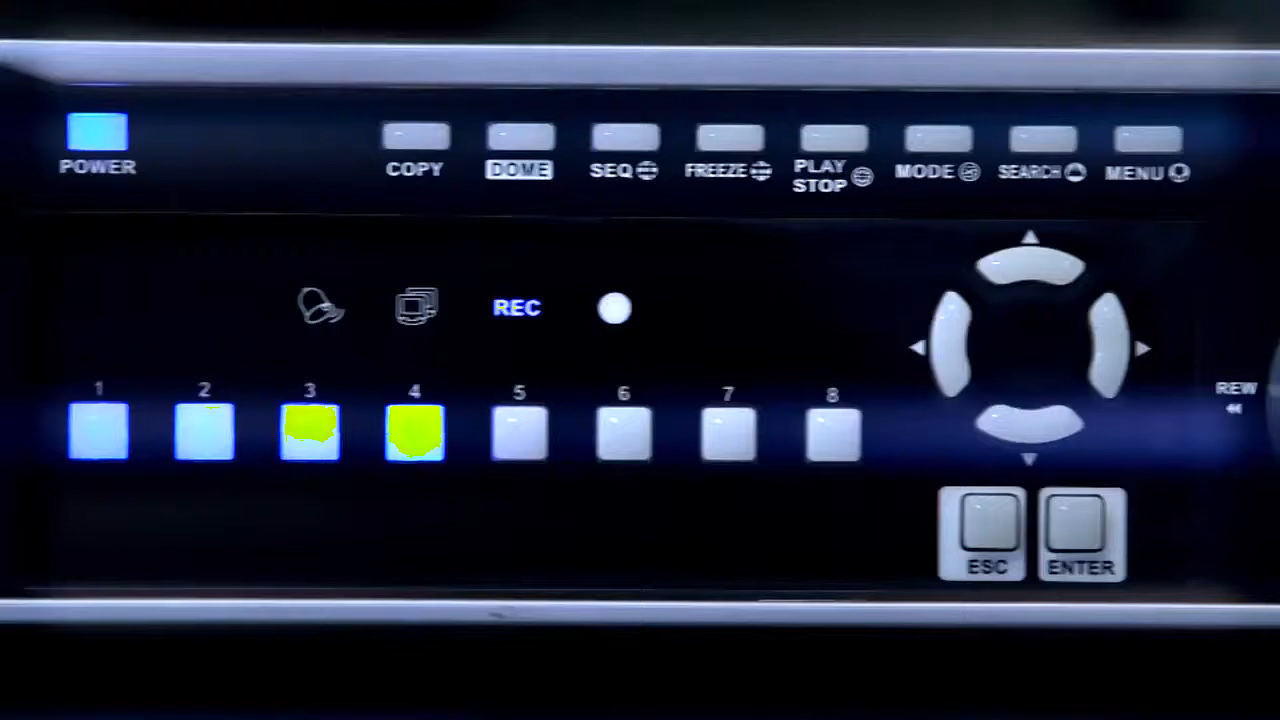 POWER
COPY
DOME
SEQ
FREEZE
PLAY
STOP
MODE
SEARCH
MENU
REC
1 2 3 4 5 6 7 8
REW
ESC
ENTER